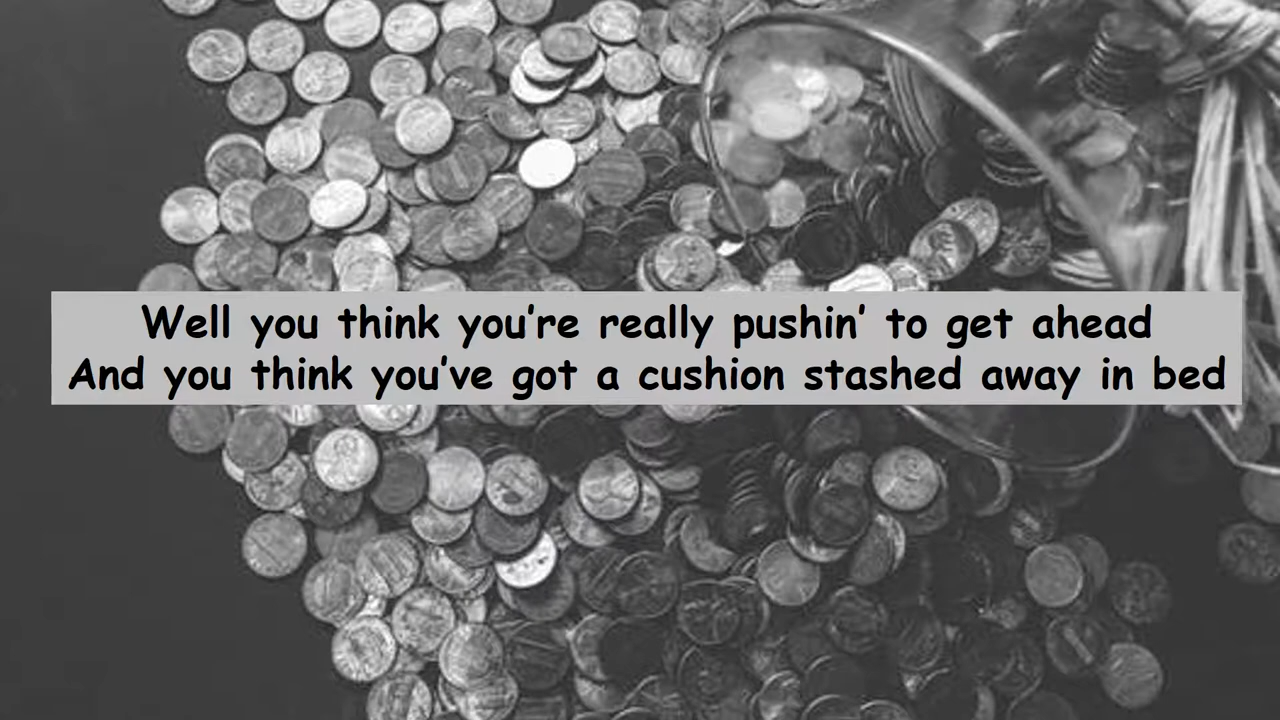 Well you think you’re really pushin’ to get ahead
And you think you’ve got a cushion stashed away in bed